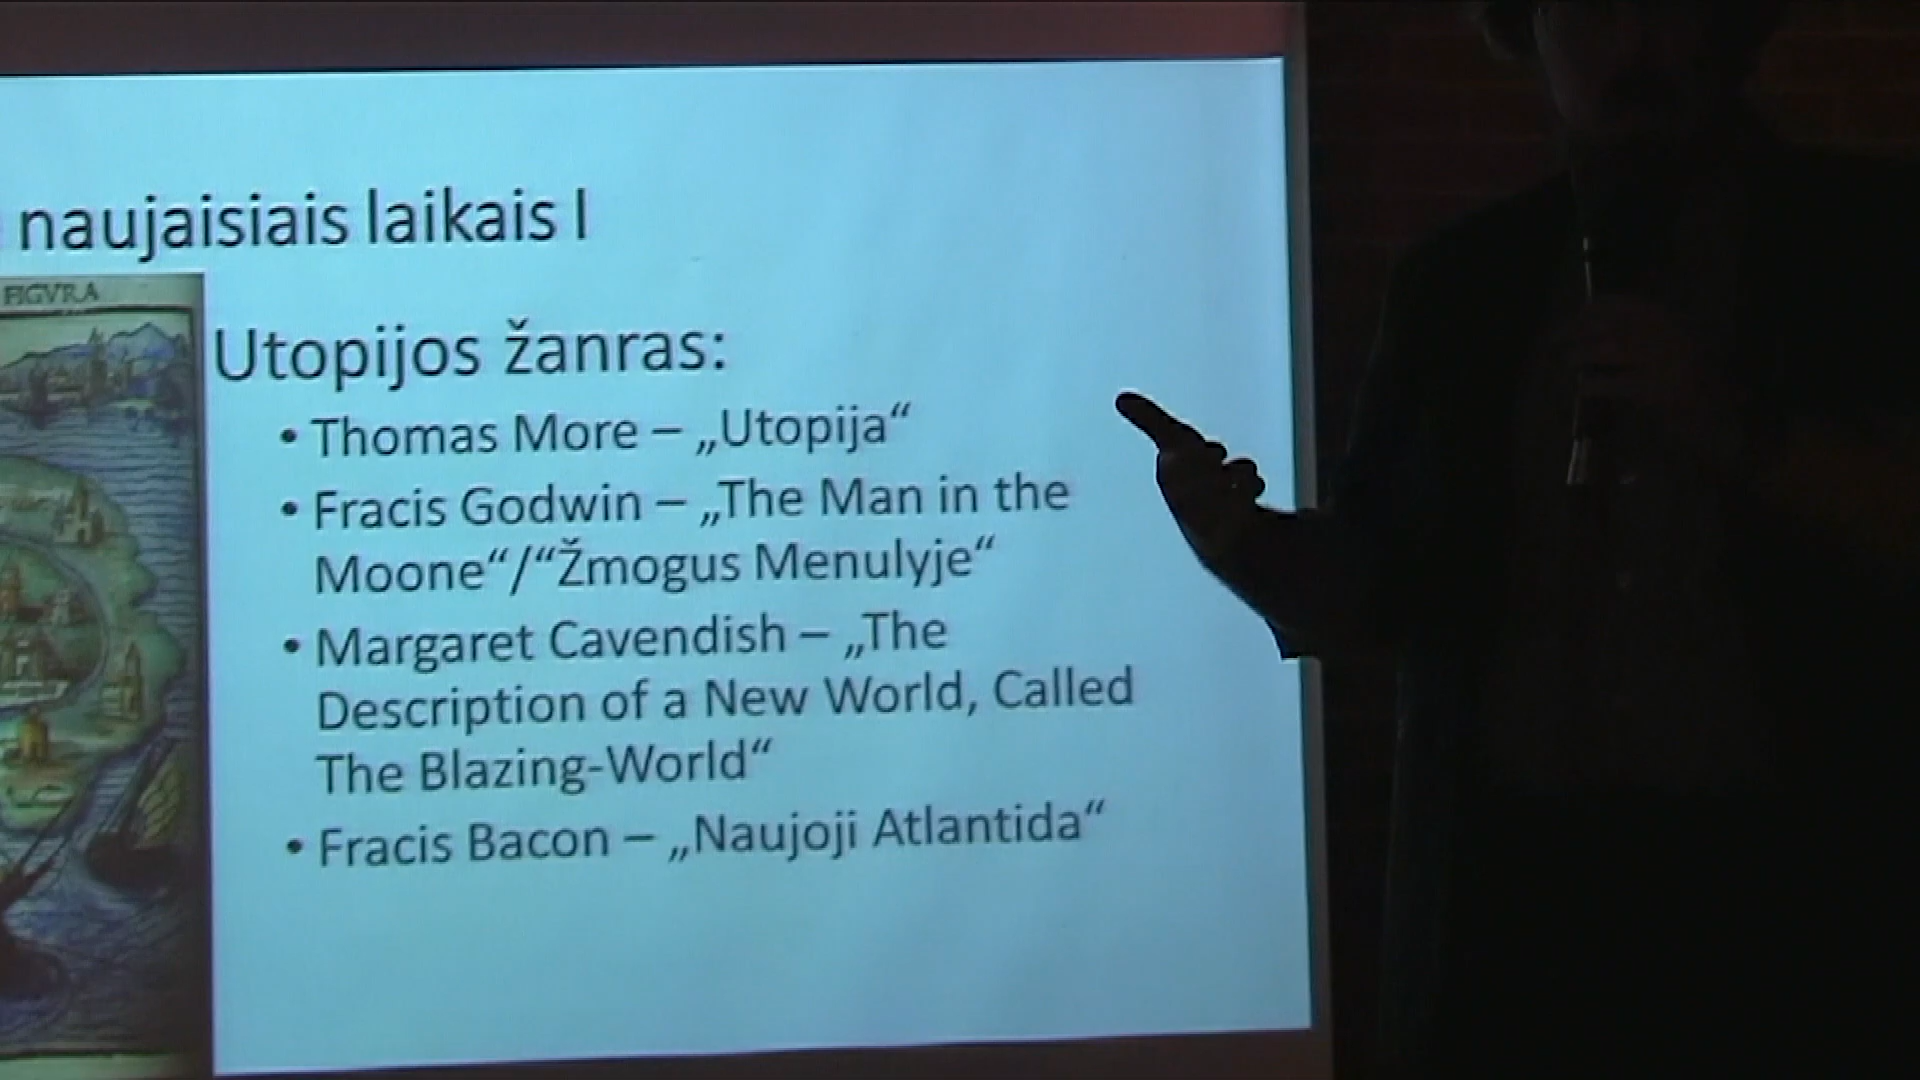 naujaisiais laikais I
FIGVRA
Utopijos žanras:
• Thomas More – „Utopija“
• Fracis Godwin – „The Man in the
Moone“/“Žmogus Menulyje“
• Margaret Cavendish – „The
Description of a New World, Called
The Blazing-World“
• Fracis Bacon – „Naujoji Atlantida“